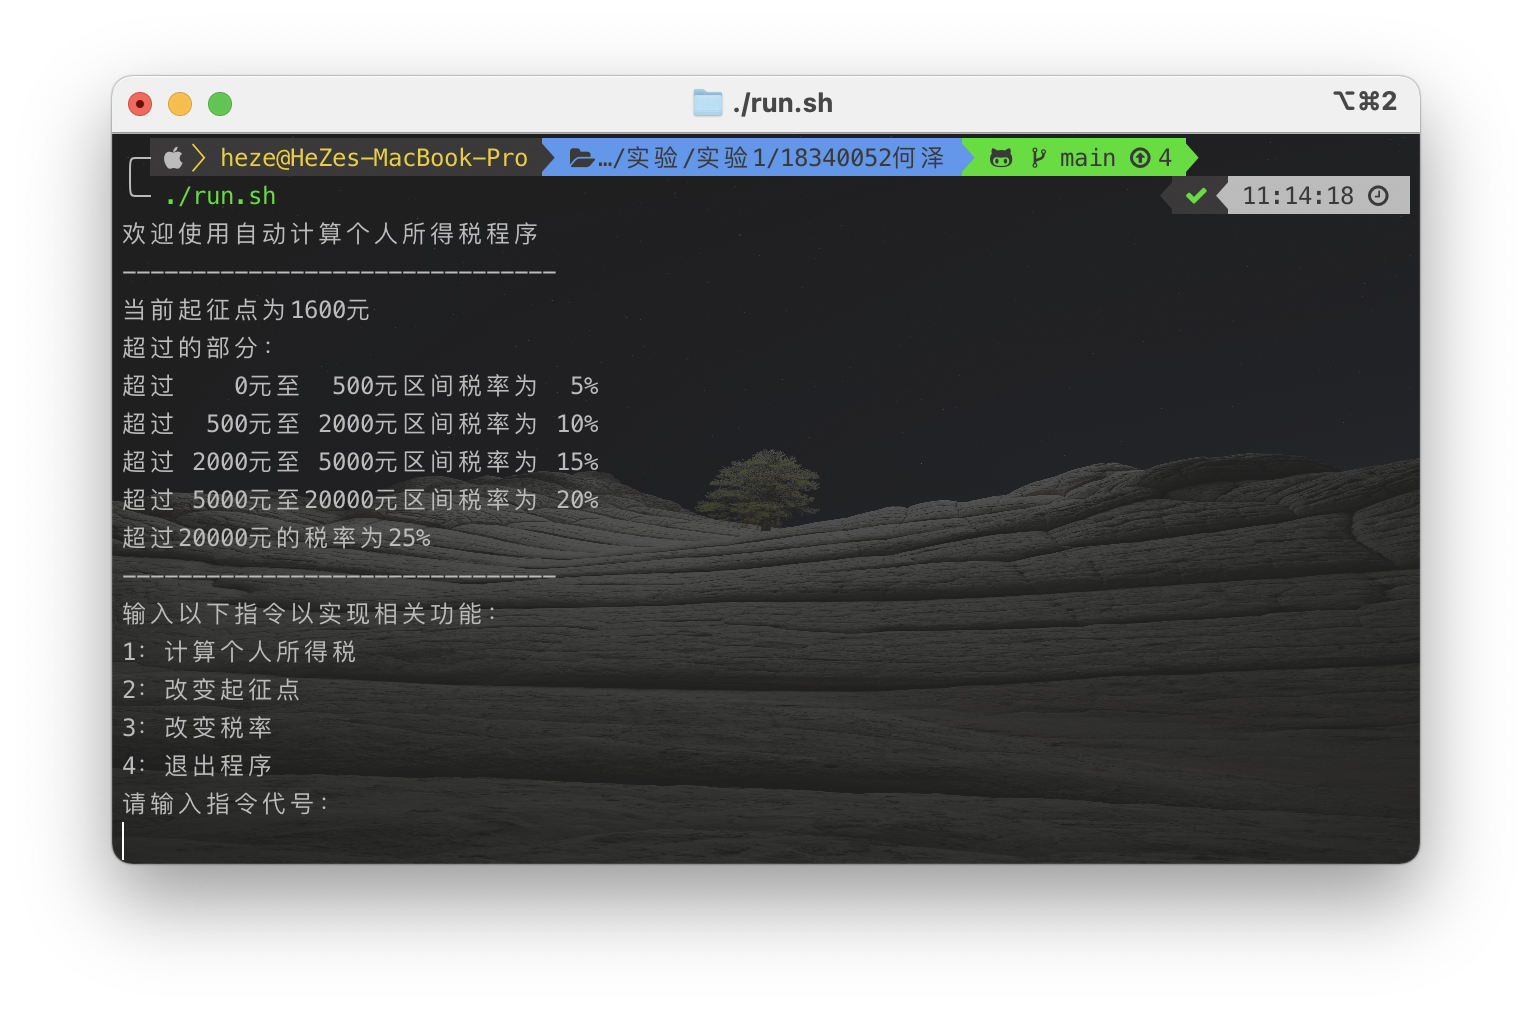 ./run.sh ⌥⌘2
heze@HeZes-MacBook-Pro …/实验/实验1/18340052何泽 main 4
./run.sh 11:14:18
欢迎使用自动计算个人所得税程序
-------------------------------
当前起征点为1600元
超过的部分:
超过    0元至  500元区间税率为  5%
超过  500元至 2000元区间税率为 10%
超过 2000元至 5000元区间税率为 15%
超过 5000元至20000元区间税率为 20%
超过20000元的税率为25%
-------------------------------
输入以下指令以实现相关功能:
1: 计算个人所得税
2: 改变起征点
3: 改变税率
4: 退出程序
请输入指令代号: